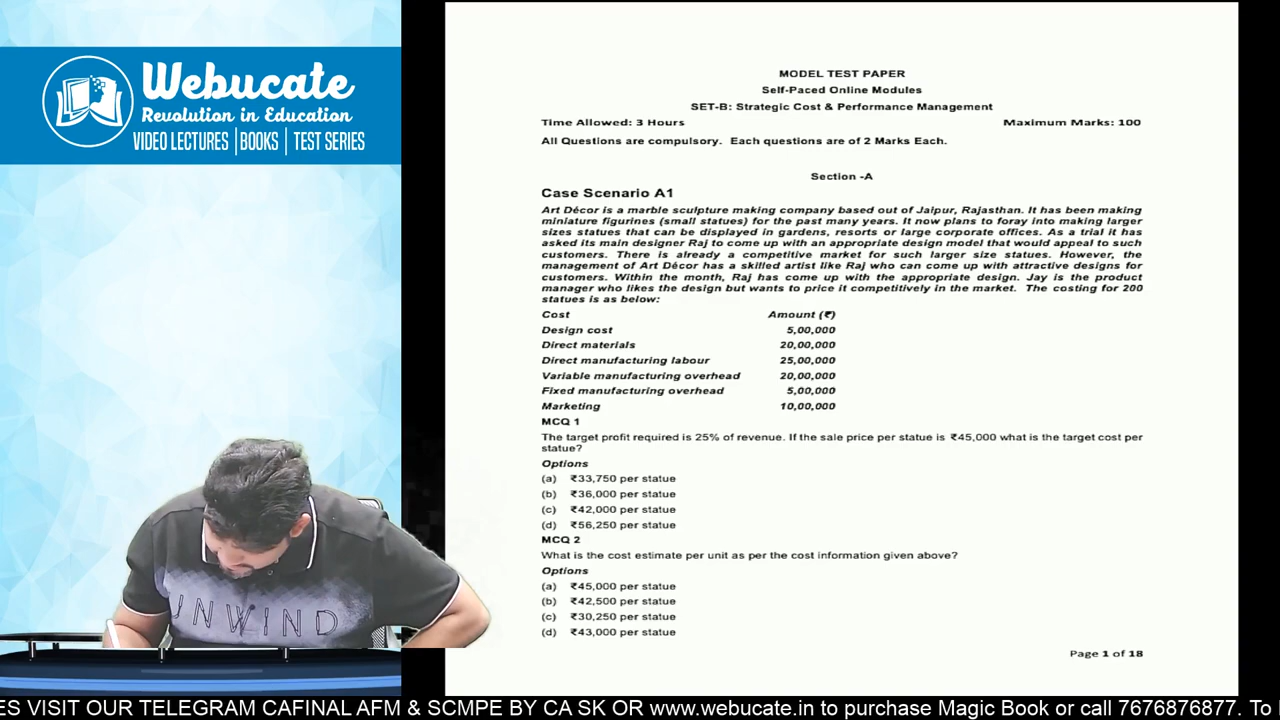 Webucate
Revolution in Education
VIDEO LECTURES | BOOKS | TEST SERIES
UNWIND
MODEL TEST PAPER
Self-Paced Online Modules
SET-B: Strategic Cost & Performance Management
Time Allowed: 3 Hours Maximum Marks: 100
All Questions are compulsory. Each questions are of 2 Marks Each.
Section -A
Case Scenario A1
Art Décor is a marble sculpture making company based out of Jaipur, Rajasthan. It has been making
miniature figurines (small statues) for the past many years. It now plans to foray into making larger
sizes statues that can be displayed in gardens, resorts or large corporate offices. As a trial it has
asked its main designer Raj to come up with an appropriate design model that would appeal to such
customers. There is already a competitive market for such larger size statues. However, the
management of Art Décor has a skilled artist like Raj who can come up with attractive designs for
customers. Within the month, Raj has come up with the appropriate design. Jay is the product
manager who likes the design but wants to price it competitively in the market. The costing for 200
statues is as below:
Cost Amount (₹)
Design cost 5,00,000
Direct materials 20,00,000
Direct manufacturing labour 25,00,000
Variable manufacturing overhead 20,00,000
Fixed manufacturing overhead 5,00,000
Marketing 10,00,000
MCQ 1
The target profit required is 25% of revenue. If the sale price per statue is ₹45,000 what is the target cost per
statue?
Options
(a) ₹33,750 per statue
(b) ₹36,000 per statue
(c) ₹42,000 per statue
(d) ₹56,250 per statue
MCQ 2
What is the cost estimate per unit as per the cost information given above?
Options
(a) ₹45,000 per statue
(b) ₹42,500 per statue
(c) ₹30,250 per statue
(d) ₹43,000 per statue
Page 1 of 18
ES VISIT OUR TELEGRAM CAFINAL AFM & SCMPE BY CA SK OR www.webucate.in to purchase Magic Book or call 7676876877. To